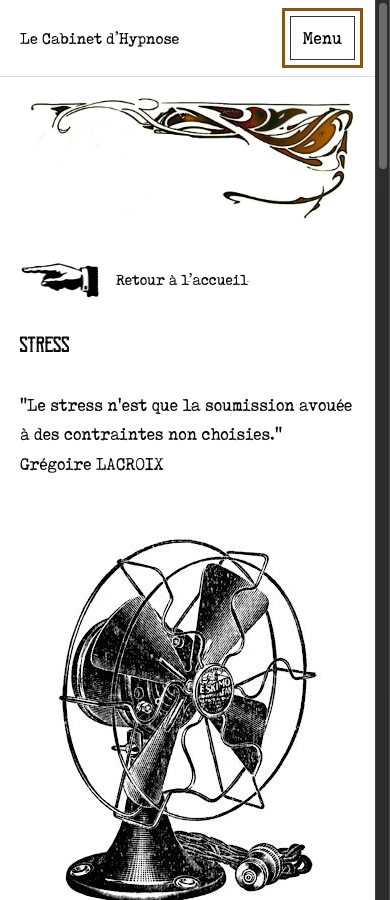 Le Cabinet d’Hypnose
Menu
Retour à l’accueil
STRESS
"Le stress n'est que la soumission avouée
à des contraintes non choisies."
Grégoire LACROIX
ESKIMO